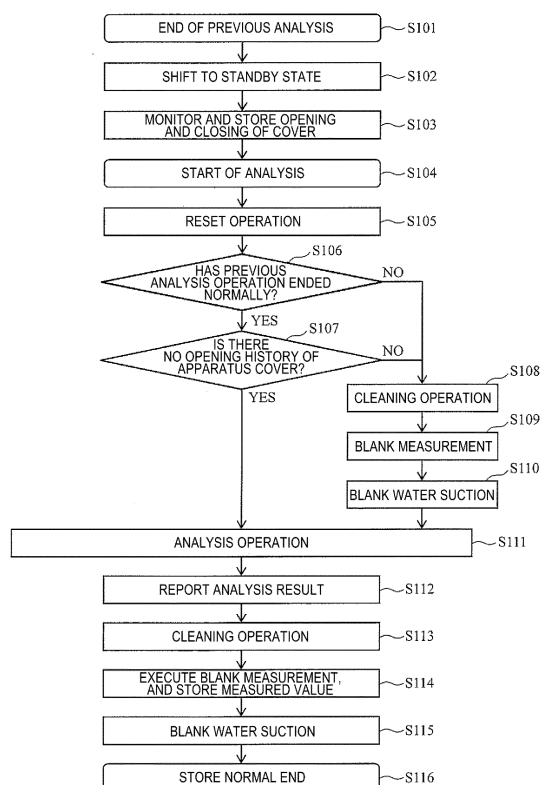 END OF PREVIOUS ANALYSIS
S101
SHIFT TO STANDBY STATE
S102
MONITOR AND STORE OPENING
AND CLOSING OF COVER
S103
START OF ANALYSIS
S104
RESET OPERATION
S105
S106
HAS PREVIOUS
ANALYSIS OPERATION ENDED
NORMALLY?
NO
YES
S107
IS THERE
NO OPENING HISTORY OF
APPARATUS COVER?
NO
YES
S108
CLEANING OPERATION
S109
BLANK MEASUREMENT
S110
BLANK WATER SUCTION
ANALYSIS OPERATION
S111
REPORT ANALYSIS RESULT
S112
CLEANING OPERATION
S113
EXECUTE BLANK MEASUREMENT,
AND STORE MEASURED VALUE
S114
BLANK WATER SUCTION
S115
STORE NORMAL END
S116